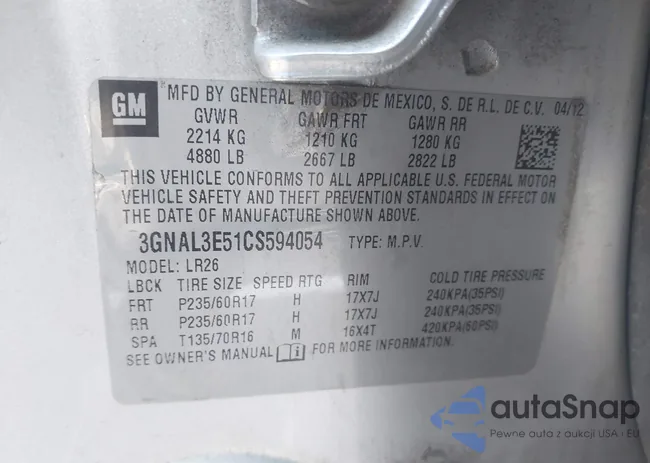 GM
MFD BY GENERAL MOTORS DE MEXICO, S. DE R.L. DE C.V. 04/12
GVWR GAWR FRT GAWR RR
2214 KG 1210 KG 1280 KG
4880 LB 2667 LB 2822 LB
THIS VEHICLE CONFORMS TO ALL APPLICABLE U.S. FEDERAL MOTOR
VEHICLE SAFETY AND THEFT PREVENTION STANDARDS IN EFFECT ON
THE DATE OF MANUFACTURE SHOWN ABOVE.
3GNAL3E51CS594054 TYPE: M.P.V.
MODEL: LR26
LBCK TIRE SIZE SPEED RTG RIM COLD TIRE PRESSURE
FRT P235/60R17 H 17X7J 240KPA(35PSI)
RR P235/60R17 H 17X7J 240KPA(35PSI)
SPA T135/70R16 M 16X4T 420KPA(60PSI)
SEE OWNER'S MANUAL i FOR MORE INFORMATION.
autoSnap
Pewne auta z aukcji USA i EU